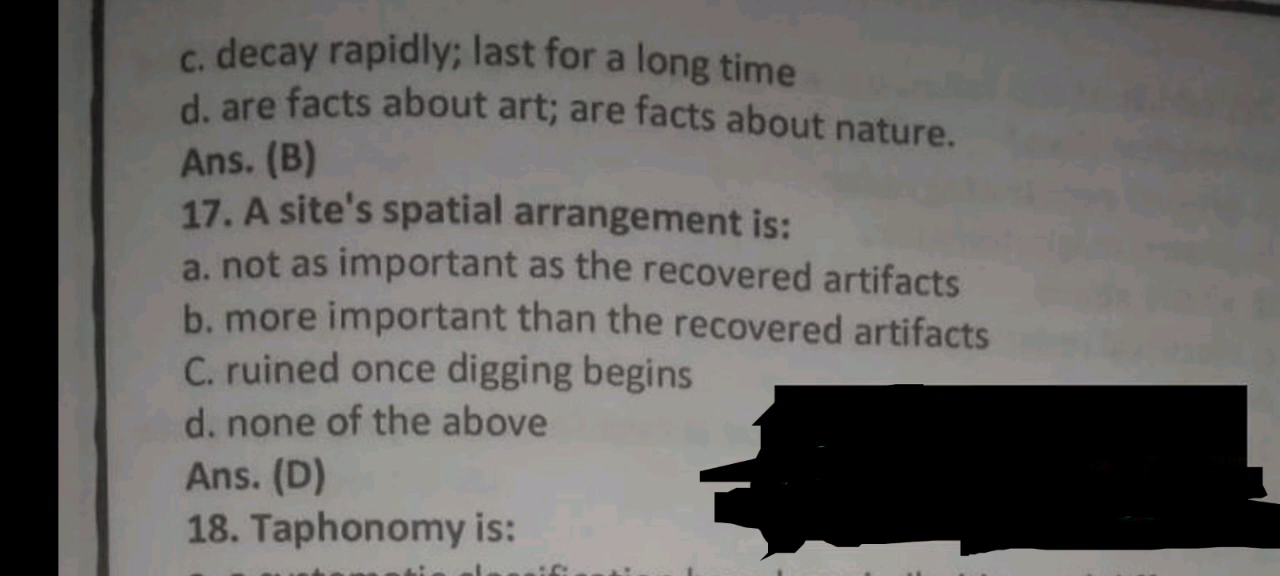 c. decay rapidly; last for a long time
d. are facts about art; are facts about nature.
Ans. (B)
17. A site's spatial arrangement is:
a. not as important as the recovered artifacts
b. more important than the recovered artifacts
C. ruined once digging begins
d. none of the above
Ans. (D)
18. Taphonomy is: